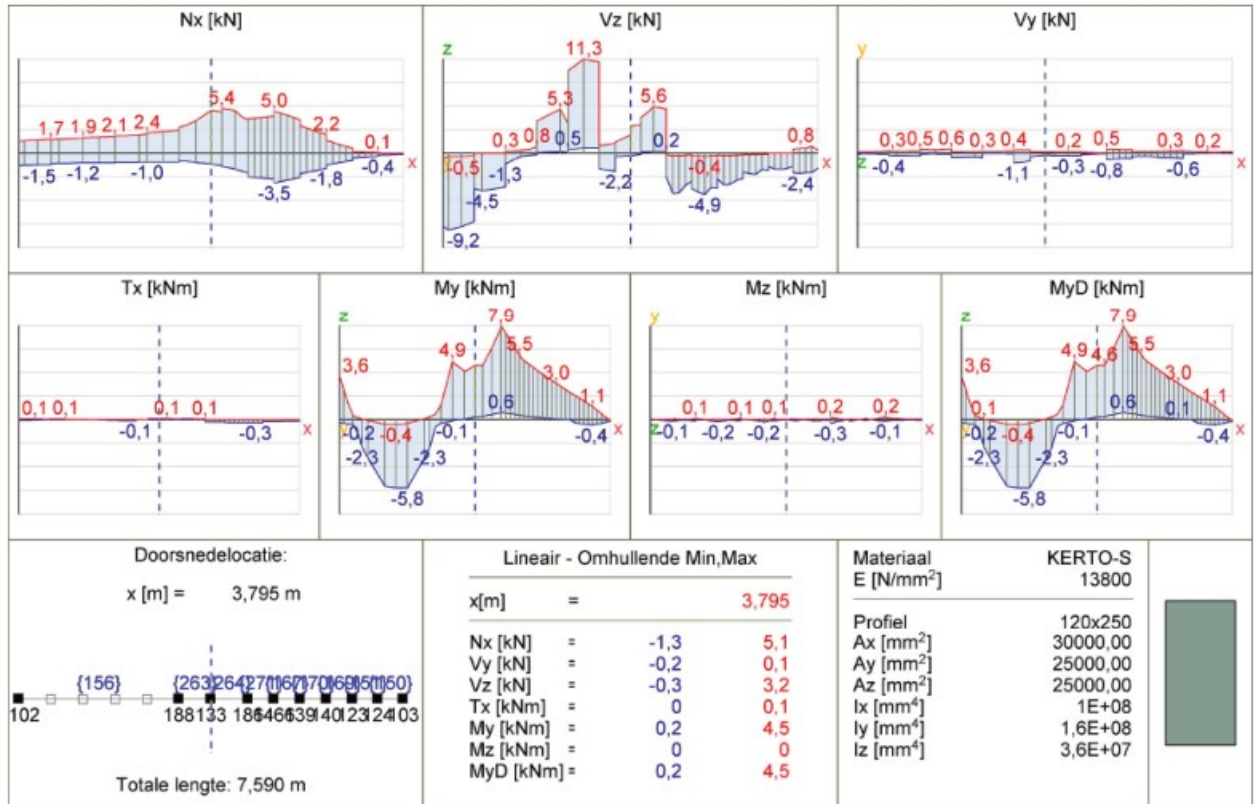 Nx [kN]
5,4
5,0
1,7 1,9 2,1 2,4
2,2
0,1
x
-1,5 -1,2 -1,0
-1,8 -0,4
-3,5
Vz [kN]
z
11,3
5,3
5,6
0,3 0,8 0,5
0,2
0,8
-0,5
-0,4
x
-1,3
-2,2
-2,4
-4,5
-4,9
-9,2
Vy [kN]
y
0,3 0,5 0,6 0,3 0,4 0,2 0,5 0,3 0,2
z
x
-0,4 -1,1 -0,3 -0,8 -0,6
Tx [kNm]
0,1 0,1 0,1 0,1
x
-0,1 -0,3
My [kNm]
z
7,9
4,9 5,5
3,6
3,0
0,6
1,1
y
x
-0,2 -0,4 -0,1
-0,4
-2,3 -2,3
-5,8
Mz [kNm]
y
0,1 0,1 0,1 0,2 0,2
z
x
-0,1 -0,2 -0,2 -0,3 -0,1
MyD [kNm]
z
7,9
4,9 4,6 5,5
3,6
3,0
0,1
0,6
0,1
1,1
x
-0,2 -0,4 -0,1
-0,4
-2,3 -2,3
-5,8
Doorsnedelocatie:
x [m] = 3,795 m
{156} {263}
102 188 133 140 123 124 103
Totale lengte: 7,590 m
Lineair - Omhullende Min,Max
x[m] = 3,795
Nx [kN] = -1,3 5,1
Vy [kN] = -0,2 0,1
Vz [kN] = -0,3 3,2
Tx [kNm] = 0 0,1
My [kNm] = 0,2 4,5
Mz [kNm] = 0 0
MyD [kNm] = 0,2 4,5
Materiaal KERTO-S
E [N/mm²] 13800
Profiel 120x250
Ax [mm²] 30000,00
Ay [mm²] 25000,00
Az [mm²] 25000,00
Ix [mm⁴] 1E+08
Iy [mm⁴] 1,6E+08
Iz [mm⁴] 3,6E+07